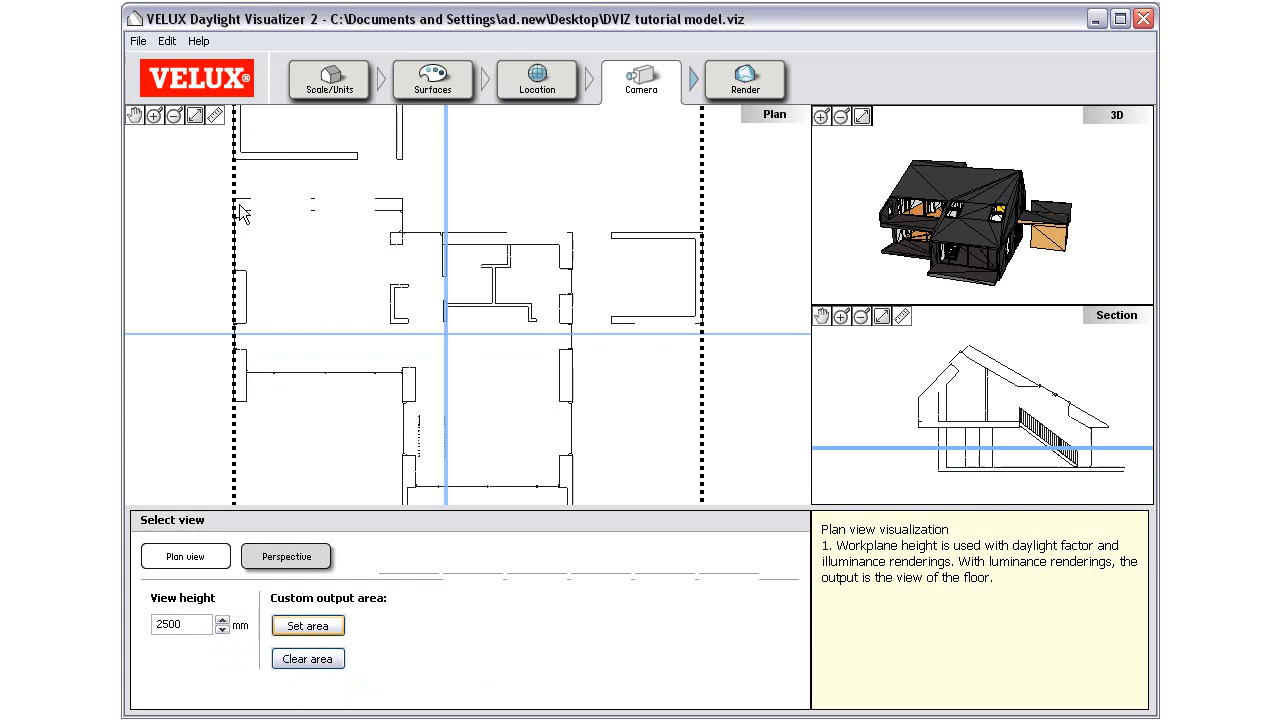 VELUX Daylight Visualizer 2 - C:\Documents and Settings\ad.new\Desktop\DVIZ tutorial model.viz
File Edit Help
VELUX®
Scale/Units
Surfaces
Location
Camera
Render
Plan
3D
Section
Select view
Plan view
Perspective
View height
2500 mm
Custom output area:
Set area
Clear area
Plan view visualization
1. Workplane height is used with daylight factor and
illuminance renderings. With luminance renderings, the
output is the view of the floor.